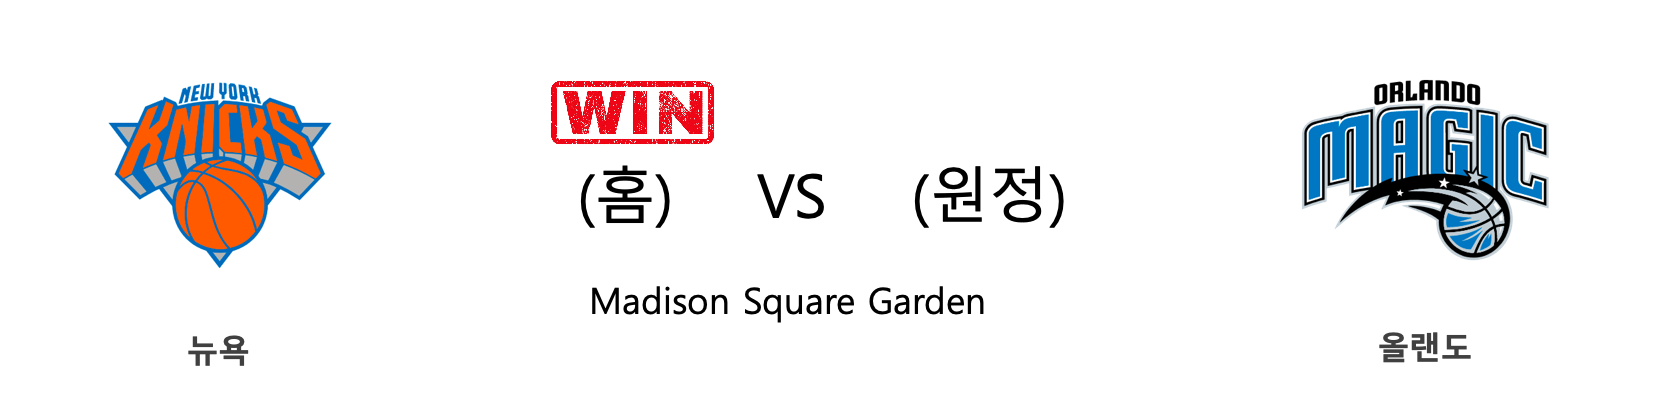 NEW YORK
KNICKS
WIN
(홈) VS (원정)
Madison Square Garden
뉴욕
ORLANDO
MAGIC
올랜도